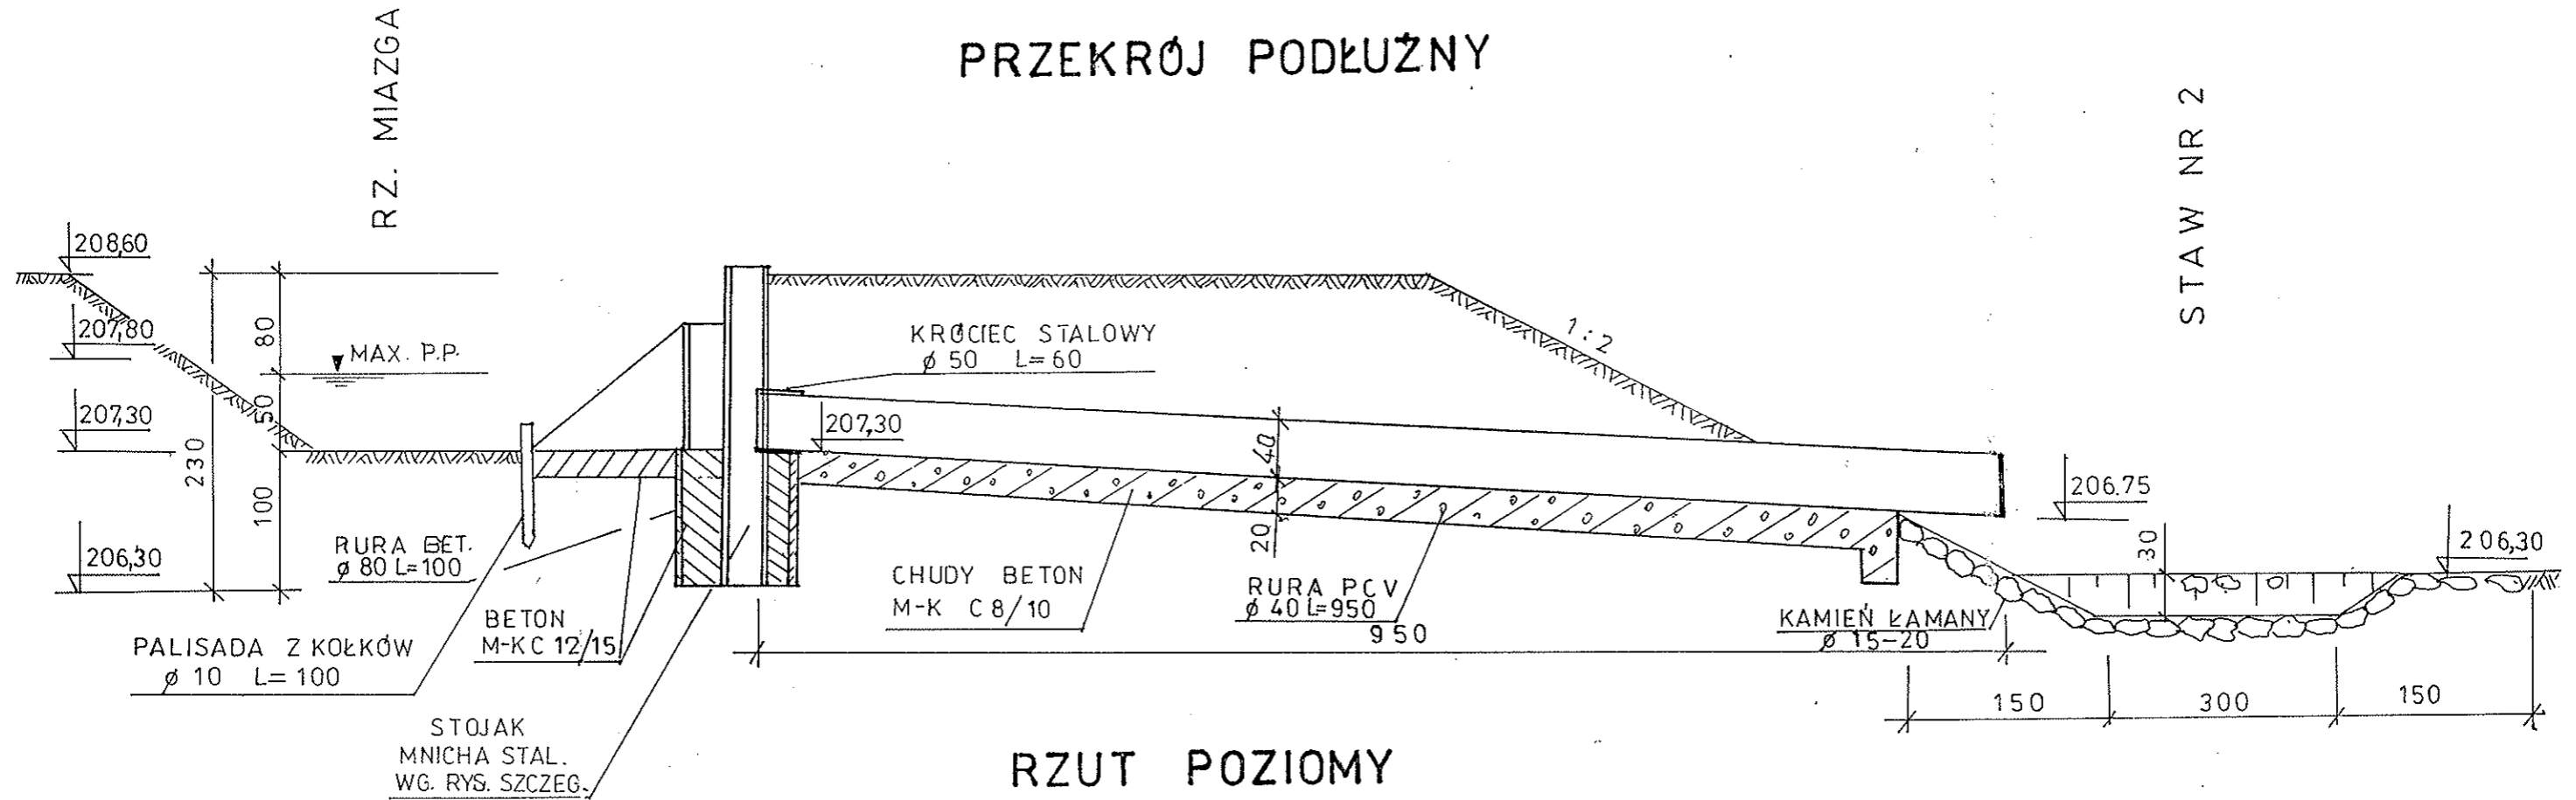 PRZEKRÓJ PODŁUŻNY
RZ. MIAZGA
STAW NR 2
208,60
207,80
207,30
206,30
230
80
50
100
MAX. P.P.
KRÓCIEC STALOWY
ø 50 L=60
1:2
207,30
40
20
206.75
30
206,30
RURA BET.
ø 80 L=100
PALISADA Z KOŁKÓW
ø 10 L=100
BETON
M-K C 12/15
STOJAK
MNICHA STAL.
WG. RYS. SZCZEG.
CHUDY BETON
M-K C 8/10
RURA PCV
ø 40 L=950
950
KAMIEŃ ŁAMANY
ø 15-20
150
300
150
RZUT POZIOMY